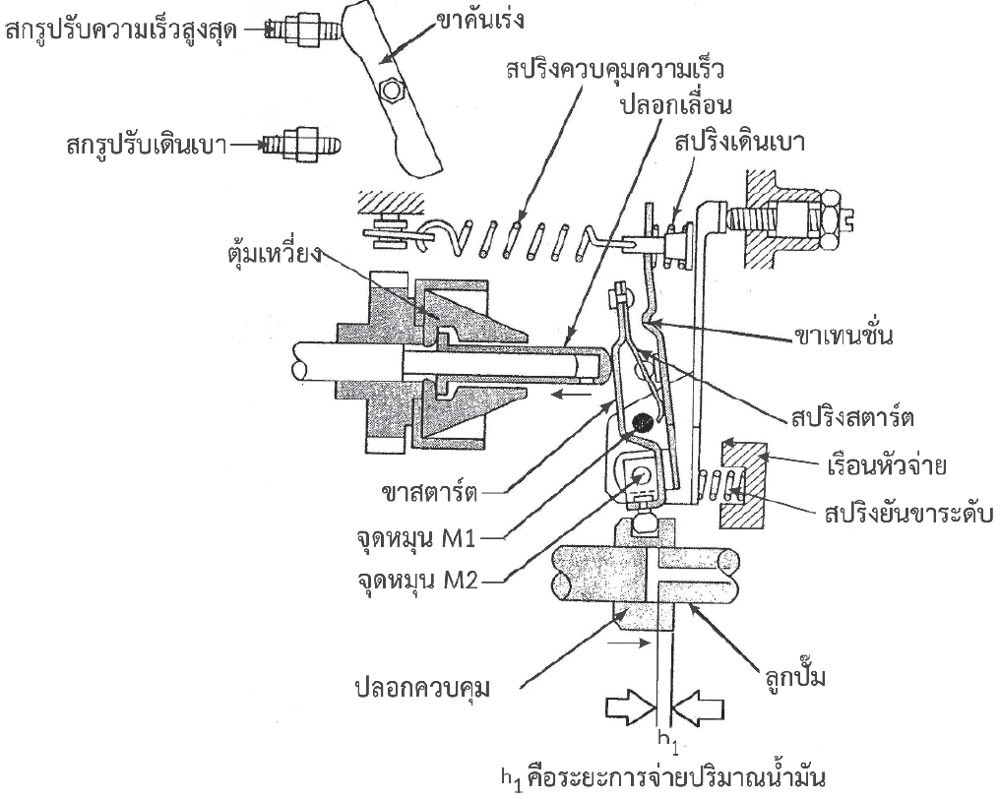 สกรูปรับความเร็วสูงสุด
ขาคันเร่ง
สปริงควบคุมความเร็ว
ปลอกเลื่อน
สกรูปรับเดินเบา
สปริงเดินเบา
ตุ้มเหวี่ยง
ขาเทนชั่น
สปริงสตาร์ต
เรือนหัวจ่าย
ขาสตาร์ต
สปริงยันขาระดับ
จุดหมุน M1
จุดหมุน M2
ปลอกควบคุม
ลูกปั๊ม
h1
h1 คือระยะการจ่ายปริมาณน้ำมัน